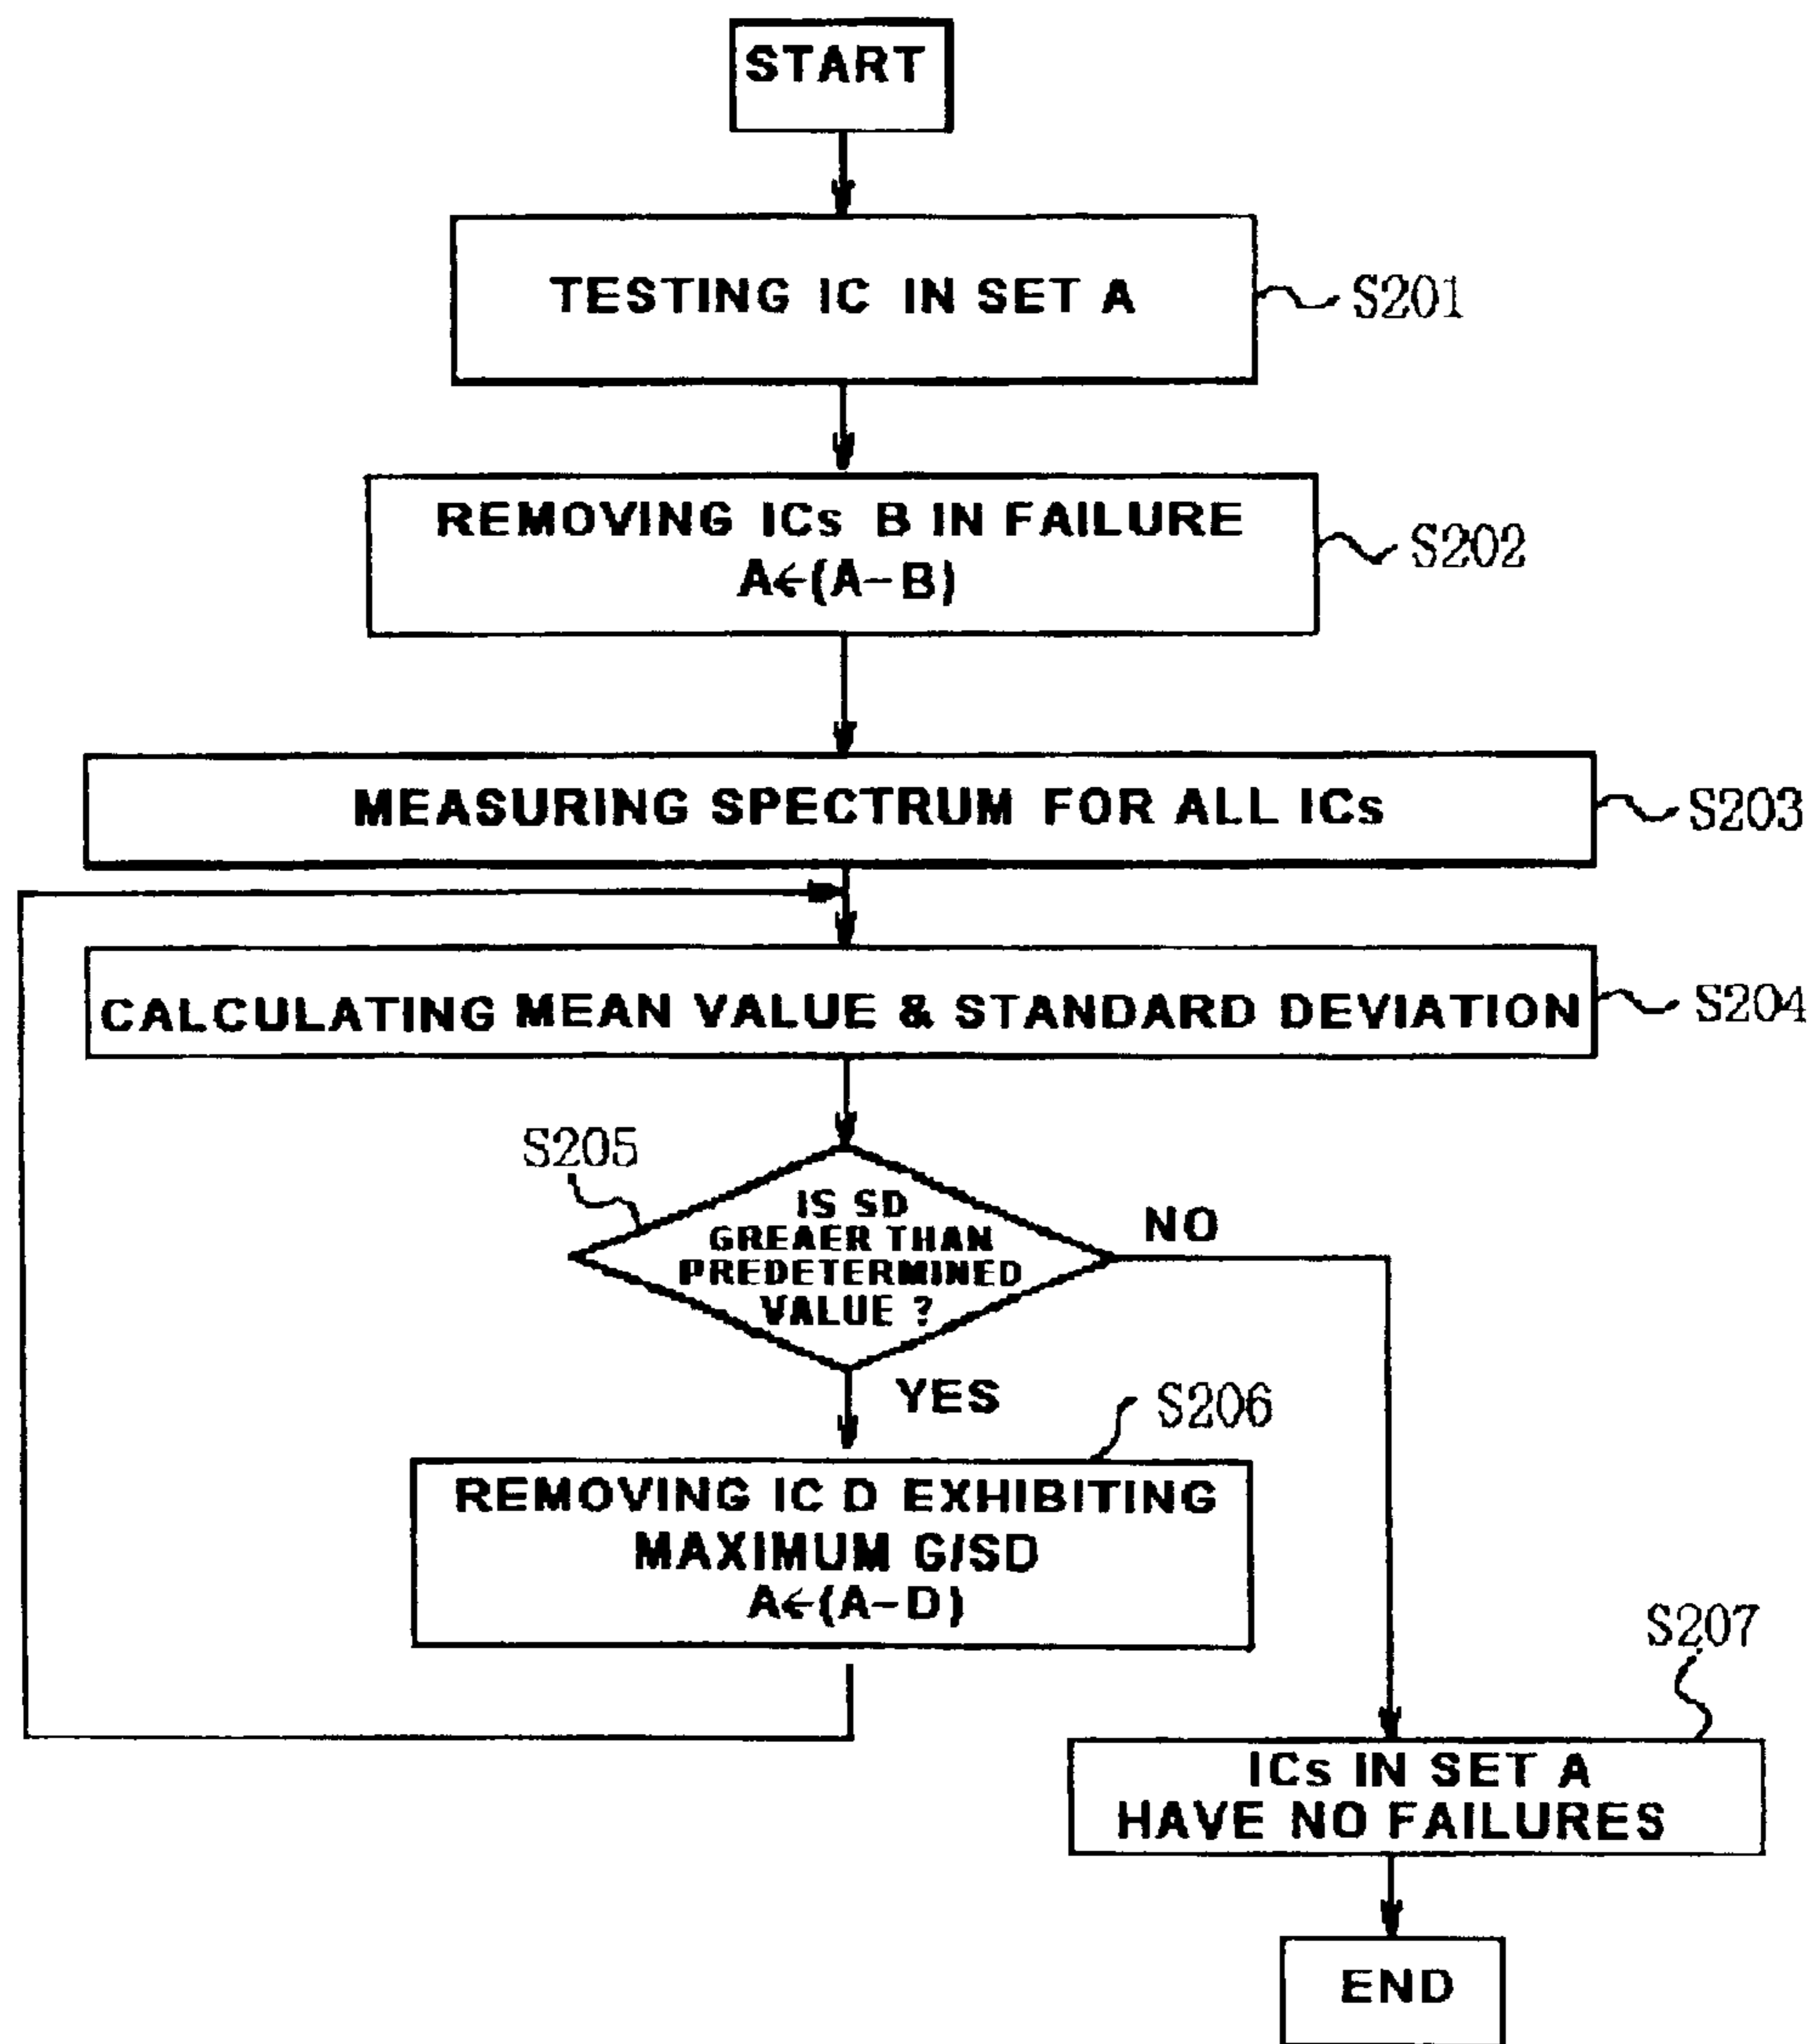 START
TESTING IC IN SET A
S201
REMOVING ICs B IN FAILURE
A←(A-B)
S202
MEASURING SPECTRUM FOR ALL ICs
S203
CALCULATING MEAN VALUE & STANDARD DEVIATION
S204
S205
IS SD
GREAER THAN
PREDETERMINED
VALUE ?
NO
YES
S206
REMOVING IC D EXHIBITING
MAXIMUM G/SD
A←(A-D)
S207
ICs IN SET A
HAVE NO FAILURES
END